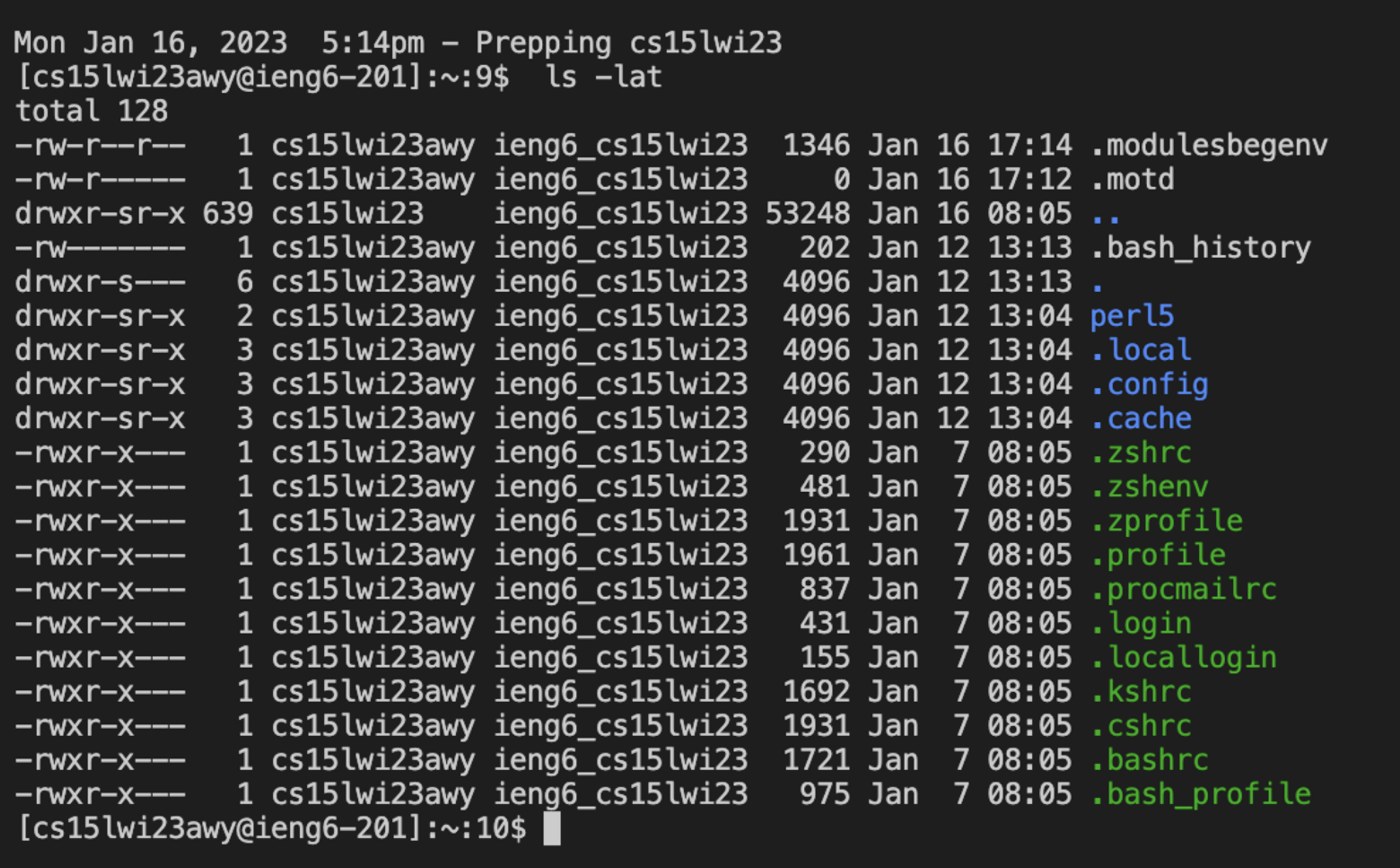 Mon Jan 16, 2023  5:14pm - Prepping cs15lwi23
[cs15lwi23awy@ieng6-201]:~:9$  ls -lat
total 128
-rw-r--r--   1 cs15lwi23awy ieng6_cs15lwi23  1346 Jan 16 17:14 .modulesbegenv
-rw-r-----   1 cs15lwi23awy ieng6_cs15lwi23     0 Jan 16 17:12 .motd
drwxr-sr-x 639 cs15lwi23    ieng6_cs15lwi23 53248 Jan 16 08:05 ..
-rw-------   1 cs15lwi23awy ieng6_cs15lwi23   202 Jan 12 13:13 .bash_history
drwxr-s---   6 cs15lwi23awy ieng6_cs15lwi23  4096 Jan 12 13:13 .
drwxr-sr-x   2 cs15lwi23awy ieng6_cs15lwi23  4096 Jan 12 13:04 perl5
drwxr-sr-x   3 cs15lwi23awy ieng6_cs15lwi23  4096 Jan 12 13:04 .local
drwxr-sr-x   3 cs15lwi23awy ieng6_cs15lwi23  4096 Jan 12 13:04 .config
drwxr-sr-x   3 cs15lwi23awy ieng6_cs15lwi23  4096 Jan 12 13:04 .cache
-rwxr-x---   1 cs15lwi23awy ieng6_cs15lwi23   290 Jan  7 08:05 .zshrc
-rwxr-x---   1 cs15lwi23awy ieng6_cs15lwi23   481 Jan  7 08:05 .zshenv
-rwxr-x---   1 cs15lwi23awy ieng6_cs15lwi23  1931 Jan  7 08:05 .zprofile
-rwxr-x---   1 cs15lwi23awy ieng6_cs15lwi23  1961 Jan  7 08:05 .profile
-rwxr-x---   1 cs15lwi23awy ieng6_cs15lwi23   837 Jan  7 08:05 .procmailrc
-rwxr-x---   1 cs15lwi23awy ieng6_cs15lwi23   431 Jan  7 08:05 .login
-rwxr-x---   1 cs15lwi23awy ieng6_cs15lwi23   155 Jan  7 08:05 .locallogin
-rwxr-x---   1 cs15lwi23awy ieng6_cs15lwi23  1692 Jan  7 08:05 .kshrc
-rwxr-x---   1 cs15lwi23awy ieng6_cs15lwi23  1931 Jan  7 08:05 .cshrc
-rwxr-x---   1 cs15lwi23awy ieng6_cs15lwi23  1721 Jan  7 08:05 .bashrc
-rwxr-x---   1 cs15lwi23awy ieng6_cs15lwi23   975 Jan  7 08:05 .bash_profile
[cs15lwi23awy@ieng6-201]:~:10$